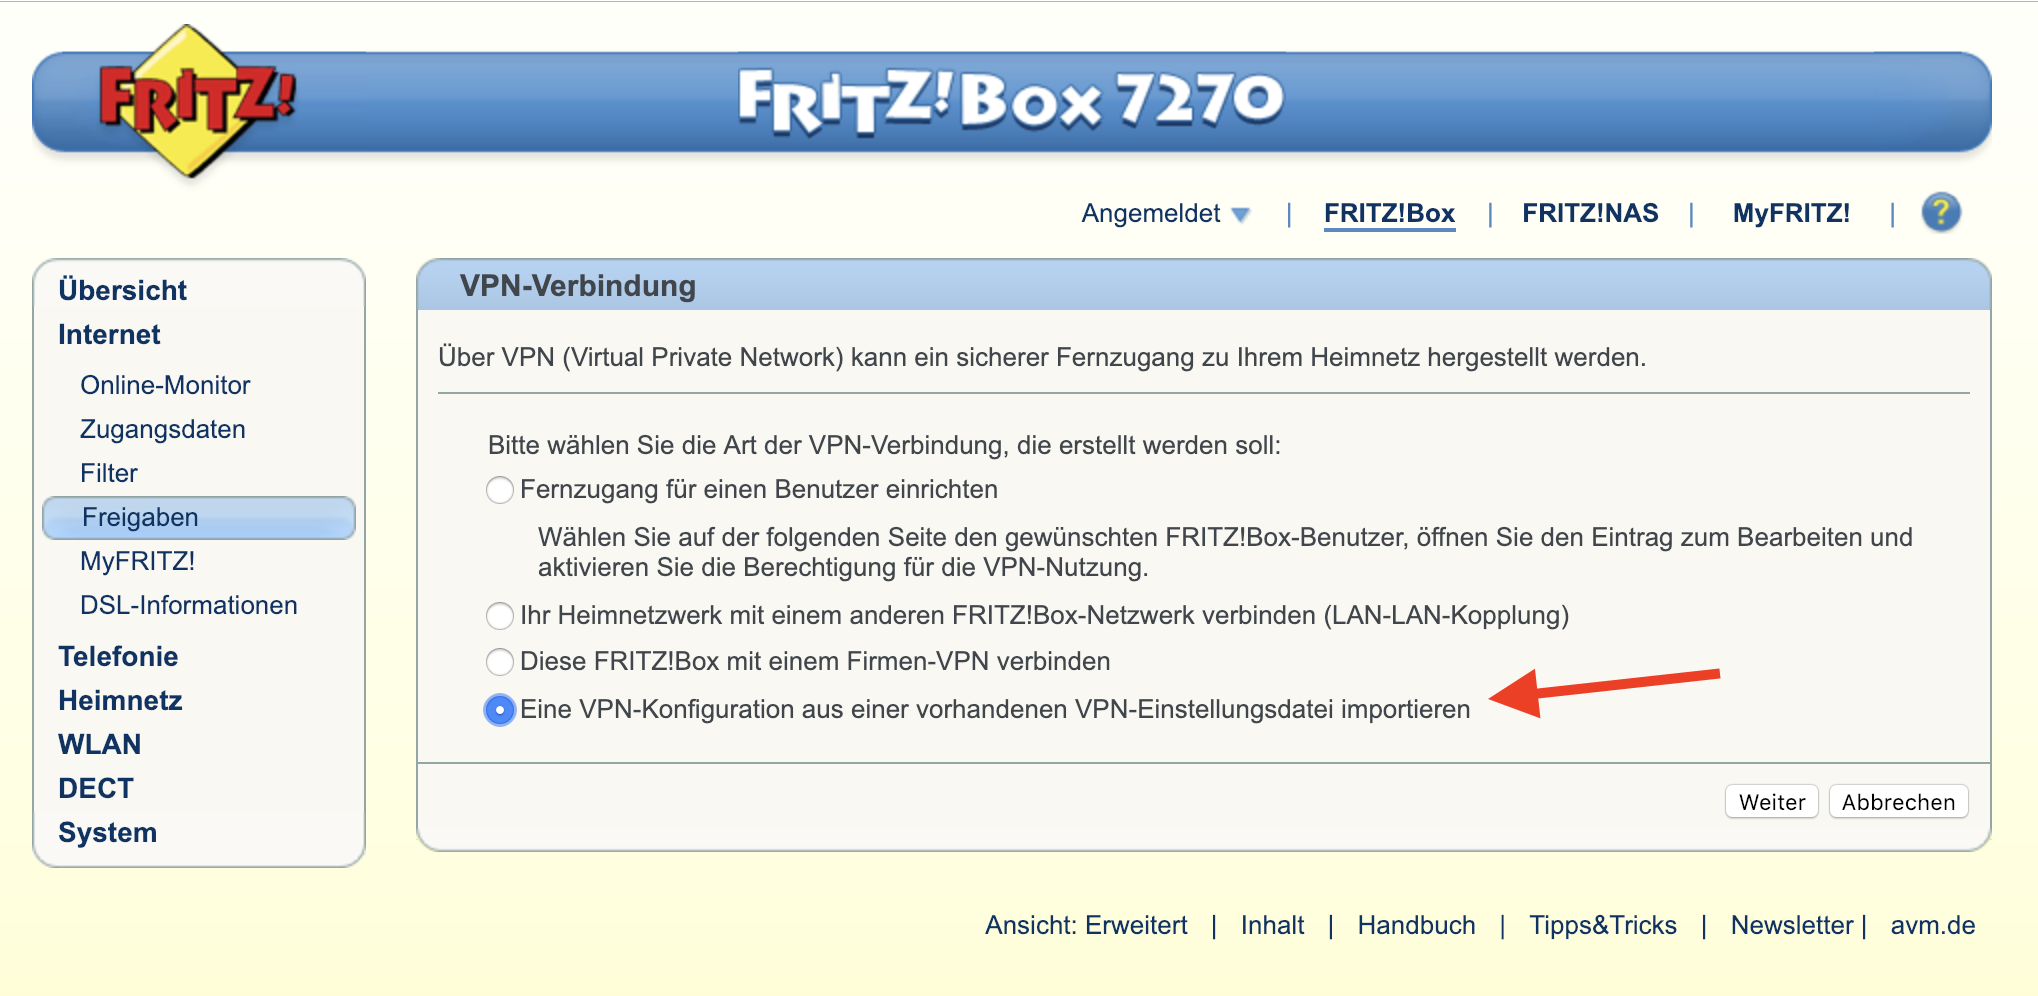 FRITZ!
FRITZ!Box 7270
Angemeldet | FRITZ!Box | FRITZ!NAS | MyFRITZ! | ?
Übersicht
Internet
Online-Monitor
Zugangsdaten
Filter
Freigaben
MyFRITZ!
DSL-Informationen
Telefonie
Heimnetz
WLAN
DECT
System
VPN-Verbindung
Über VPN (Virtual Private Network) kann ein sicherer Fernzugang zu Ihrem Heimnetz hergestellt werden.
Bitte wählen Sie die Art der VPN-Verbindung, die erstellt werden soll:
Fernzugang für einen Benutzer einrichten
Wählen Sie auf der folgenden Seite den gewünschten FRITZ!Box-Benutzer, öffnen Sie den Eintrag zum Bearbeiten und
aktivieren Sie die Berechtigung für die VPN-Nutzung.
Ihr Heimnetzwerk mit einem anderen FRITZ!Box-Netzwerk verbinden (LAN-LAN-Kopplung)
Diese FRITZ!Box mit einem Firmen-VPN verbinden
Eine VPN-Konfiguration aus einer vorhandenen VPN-Einstellungsdatei importieren
Weiter Abbrechen
Ansicht: Erweitert | Inhalt | Handbuch | Tipps&Tricks | Newsletter | avm.de